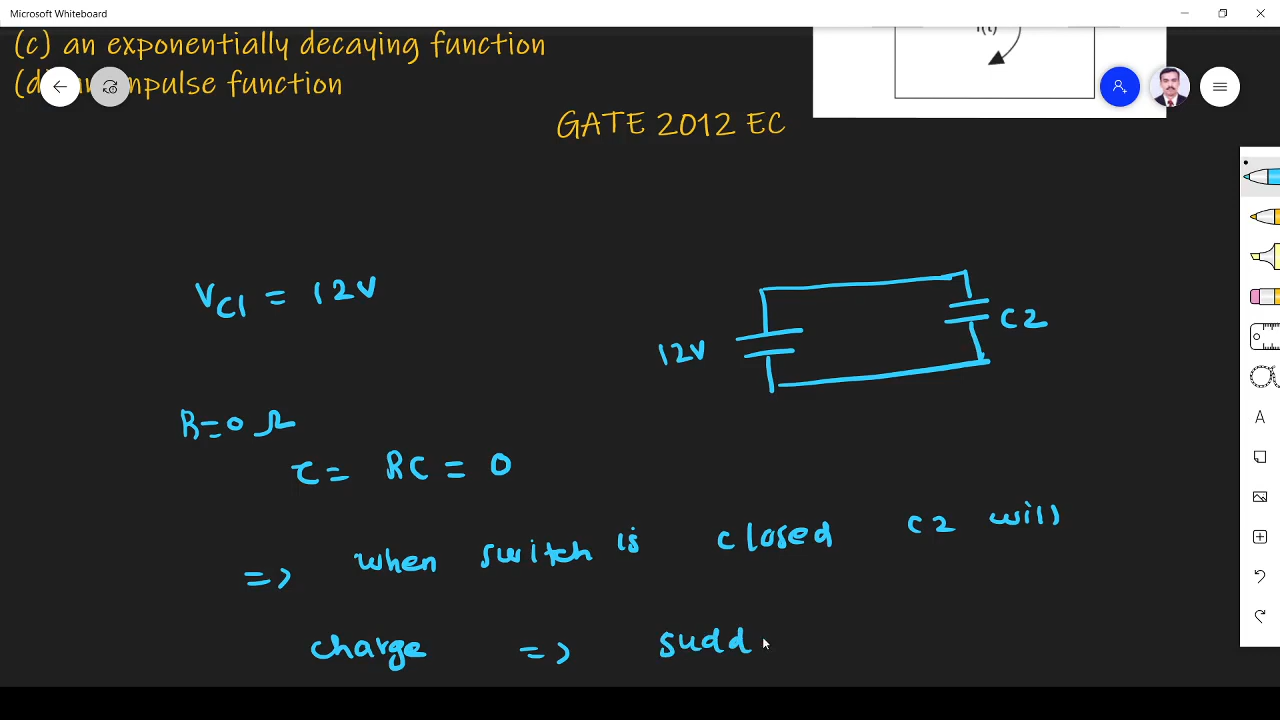 Microsoft Whiteboard
(c) an exponentially decaying function
impulse function
i(t)
GATE 2012 EC
VC1 = 12V
12V
C2
R=0 Ω
τ = RC = 0
=> when switch is closed C2 will
charge => sudd
A